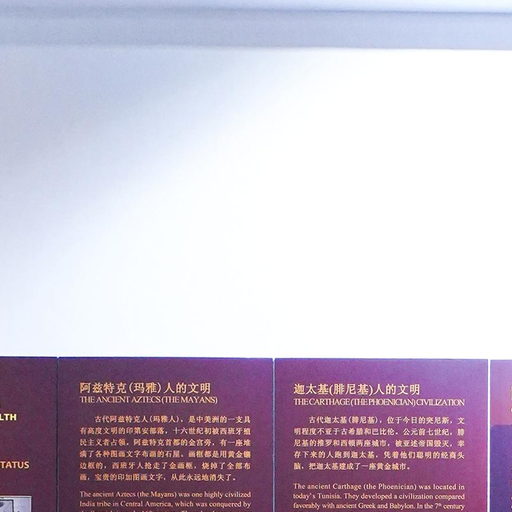 LTH
TATUS
阿兹特克(玛雅)人的文明
THE ANCIENT AZTECS (THE MAYANS)
古代阿兹特克人(玛雅人)，是中美洲的一支具
有高度文明的印第安部落，十六世纪初被西班牙殖
民主义者占领，阿兹特克首都的金宫旁，有一座堆
满了各种图画文字布画的石屋，画框都是用黄金镶
边框的，西班牙人抢走了金画框，烧掉了全部布
画，宝贵的印加图画文字，从此永远地消失了。
The ancient Aztecs (the Mayans) was one highly civilized
India tribe in Central America, which was conquered by
迦太基(腓尼基)人的文明
THE CARTHAGE (THE PHOENICIAN) CIVILIZATION
古代迦太基(腓尼基)，位于今日的突尼斯，文
明程度不亚于古希腊和巴比伦。公元前七世纪，腓
尼基的推罗和西顿两座城市，被亚述帝国毁灭，幸
存下来的人跑到迦太基，凭着他们聪明的经商头
脑，把迦太基建成了一座黄金城市。
The ancient Carthage (the Phoenician) was located in
today's Tunisia. They developed a civilization compared
favorably with ancient Greek and Babylon. In the 7th century